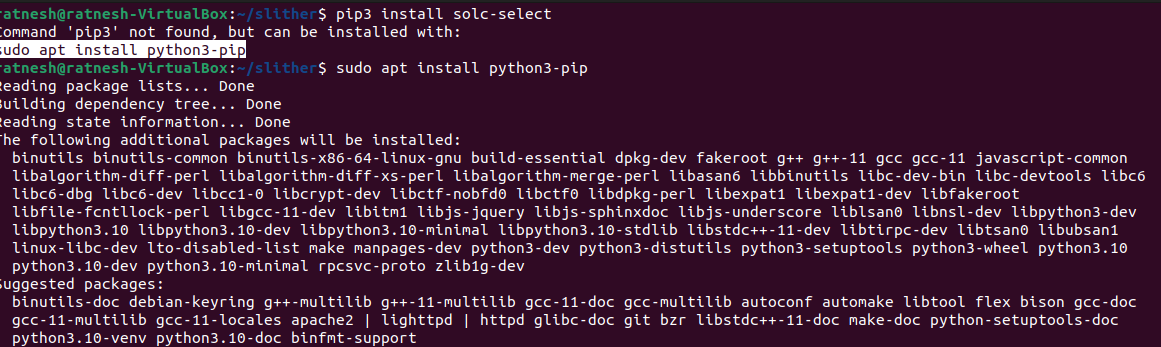 ratnesh@ratnesh-VirtualBox:~/slither$ pip3 install solc-select
Command 'pip3' not found, but can be installed with:
sudo apt install python3-pip
ratnesh@ratnesh-VirtualBox:~/slither$ sudo apt install python3-pip
Reading package lists... Done
Building dependency tree... Done
Reading state information... Done
The following additional packages will be installed:
  binutils binutils-common binutils-x86-64-linux-gnu build-essential dpkg-dev fakeroot g++ g++-11 gcc gcc-11 javascript-common
  libalgorithm-diff-perl libalgorithm-diff-xs-perl libalgorithm-merge-perl libasan6 libbinutils libc-dev-bin libc-devtools libc6
  libc6-dbg libc6-dev libcc1-0 libcrypt-dev libctf-nobfd0 libctf0 libdpkg-perl libexpat1 libexpat1-dev libfakeroot
  libfile-fcntllock-perl libgcc-11-dev libitm1 libjs-jquery libjs-sphinxdoc libjs-underscore liblsan0 libnsl-dev libpython3-dev
  libpython3.10 libpython3.10-dev libpython3.10-minimal libpython3.10-stdlib libstdc++-11-dev libtirpc-dev libtsan0 libubsan1
  linux-libc-dev lto-disabled-list make manpages-dev python3-dev python3-distutils python3-setuptools python3-wheel python3.10
  python3.10-dev python3.10-minimal rpcsvc-proto zlib1g-dev
Suggested packages:
  binutils-doc debian-keyring g++-multilib g++-11-multilib gcc-11-doc gcc-multilib autoconf automake libtool flex bison gcc-doc
  gcc-11-multilib gcc-11-locales apache2 | lighttpd | httpd glibc-doc git bzr libstdc++-11-doc make-doc python-setuptools-doc
  python3.10-venv python3.10-doc binfmt-support